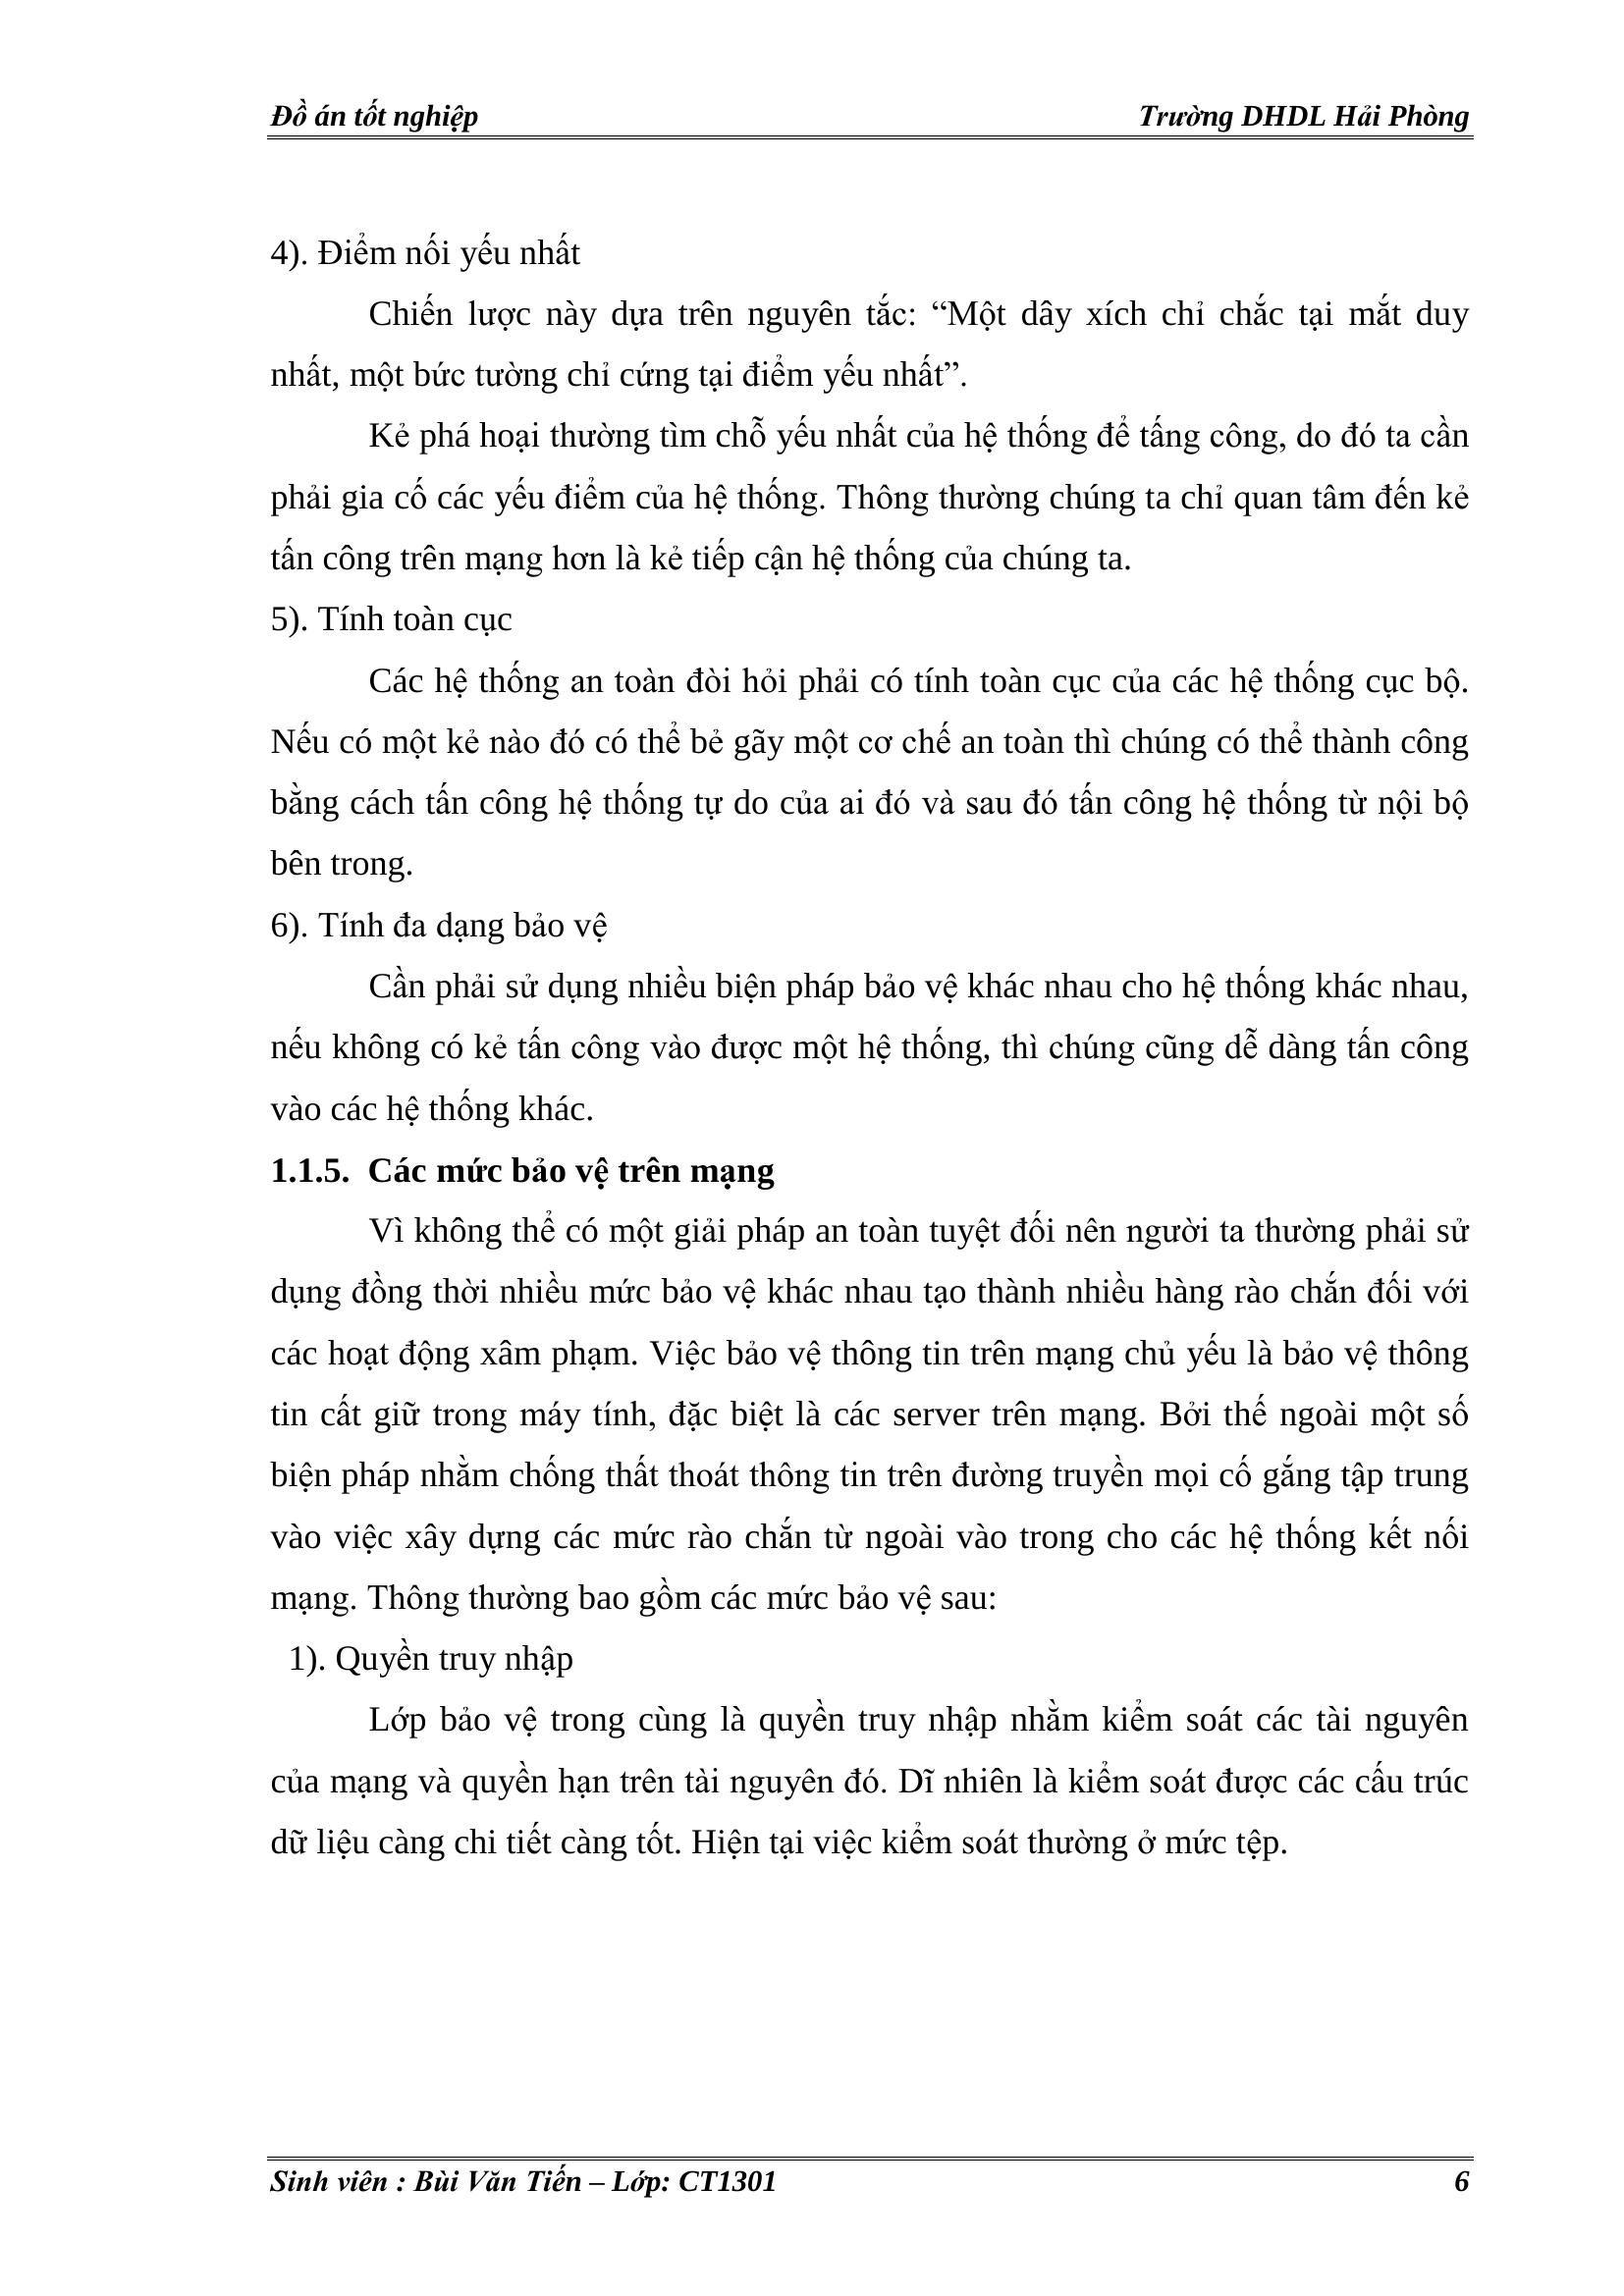 Đồ án tốt nghiệp Trường DHDL Hải Phòng
4). Điểm nối yếu nhất
Chiến lược này dựa trên nguyên tắc: “Một dây xích chỉ chắc tại mắt duy
nhất, một bức tường chỉ cứng tại điểm yếu nhất”.
Kẻ phá hoại thường tìm chỗ yếu nhất của hệ thống để tấng công, do đó ta cần
phải gia cố các yếu điểm của hệ thống. Thông thường chúng ta chỉ quan tâm đến kẻ
tấn công trên mạng hơn là kẻ tiếp cận hệ thống của chúng ta.
5). Tính toàn cục
Các hệ thống an toàn đòi hỏi phải có tính toàn cục của các hệ thống cục bộ.
Nếu có một kẻ nào đó có thể bẻ gãy một cơ chế an toàn thì chúng có thể thành công
bằng cách tấn công hệ thống tự do của ai đó và sau đó tấn công hệ thống từ nội bộ
bên trong.
6). Tính đa dạng bảo vệ
Cần phải sử dụng nhiều biện pháp bảo vệ khác nhau cho hệ thống khác nhau,
nếu không có kẻ tấn công vào được một hệ thống, thì chúng cũng dễ dàng tấn công
vào các hệ thống khác.
1.1.5. Các mức bảo vệ trên mạng
Vì không thể có một giải pháp an toàn tuyệt đối nên người ta thường phải sử
dụng đồng thời nhiều mức bảo vệ khác nhau tạo thành nhiều hàng rào chắn đối với
các hoạt động xâm phạm. Việc bảo vệ thông tin trên mạng chủ yếu là bảo vệ thông
tin cất giữ trong máy tính, đặc biệt là các server trên mạng. Bởi thế ngoài một số
biện pháp nhằm chống thất thoát thông tin trên đường truyền mọi cố gắng tập trung
vào việc xây dựng các mức rào chắn từ ngoài vào trong cho các hệ thống kết nối
mạng. Thông thường bao gồm các mức bảo vệ sau:
1). Quyền truy nhập
Lớp bảo vệ trong cùng là quyền truy nhập nhằm kiểm soát các tài nguyên
của mạng và quyền hạn trên tài nguyên đó. Dĩ nhiên là kiểm soát được các cấu trúc
dữ liệu càng chi tiết càng tốt. Hiện tại việc kiểm soát thường ở mức tệp.
Sinh viên : Bùi Văn Tiến – Lớp: CT1301 6